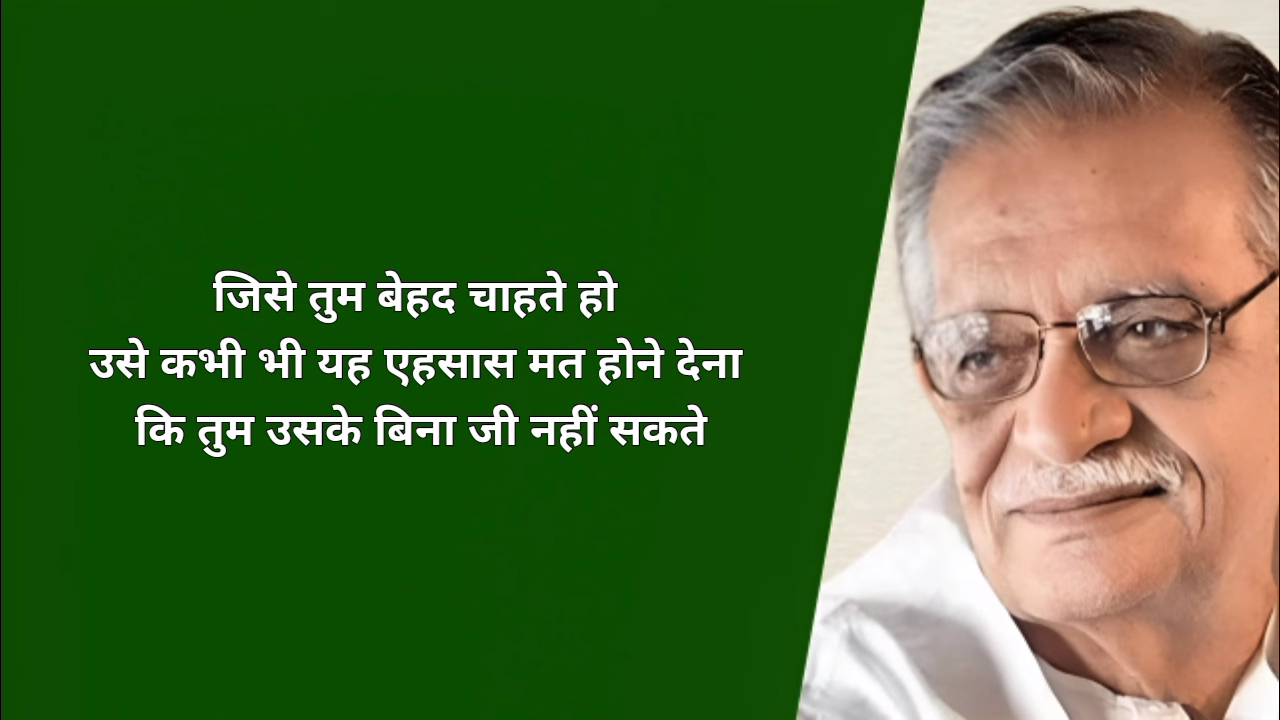 जिसे तुम बेहद चाहते हो
उसे कभी भी यह एहसास मत होने देना
कि तुम उसके बिना जी नहीं सकते